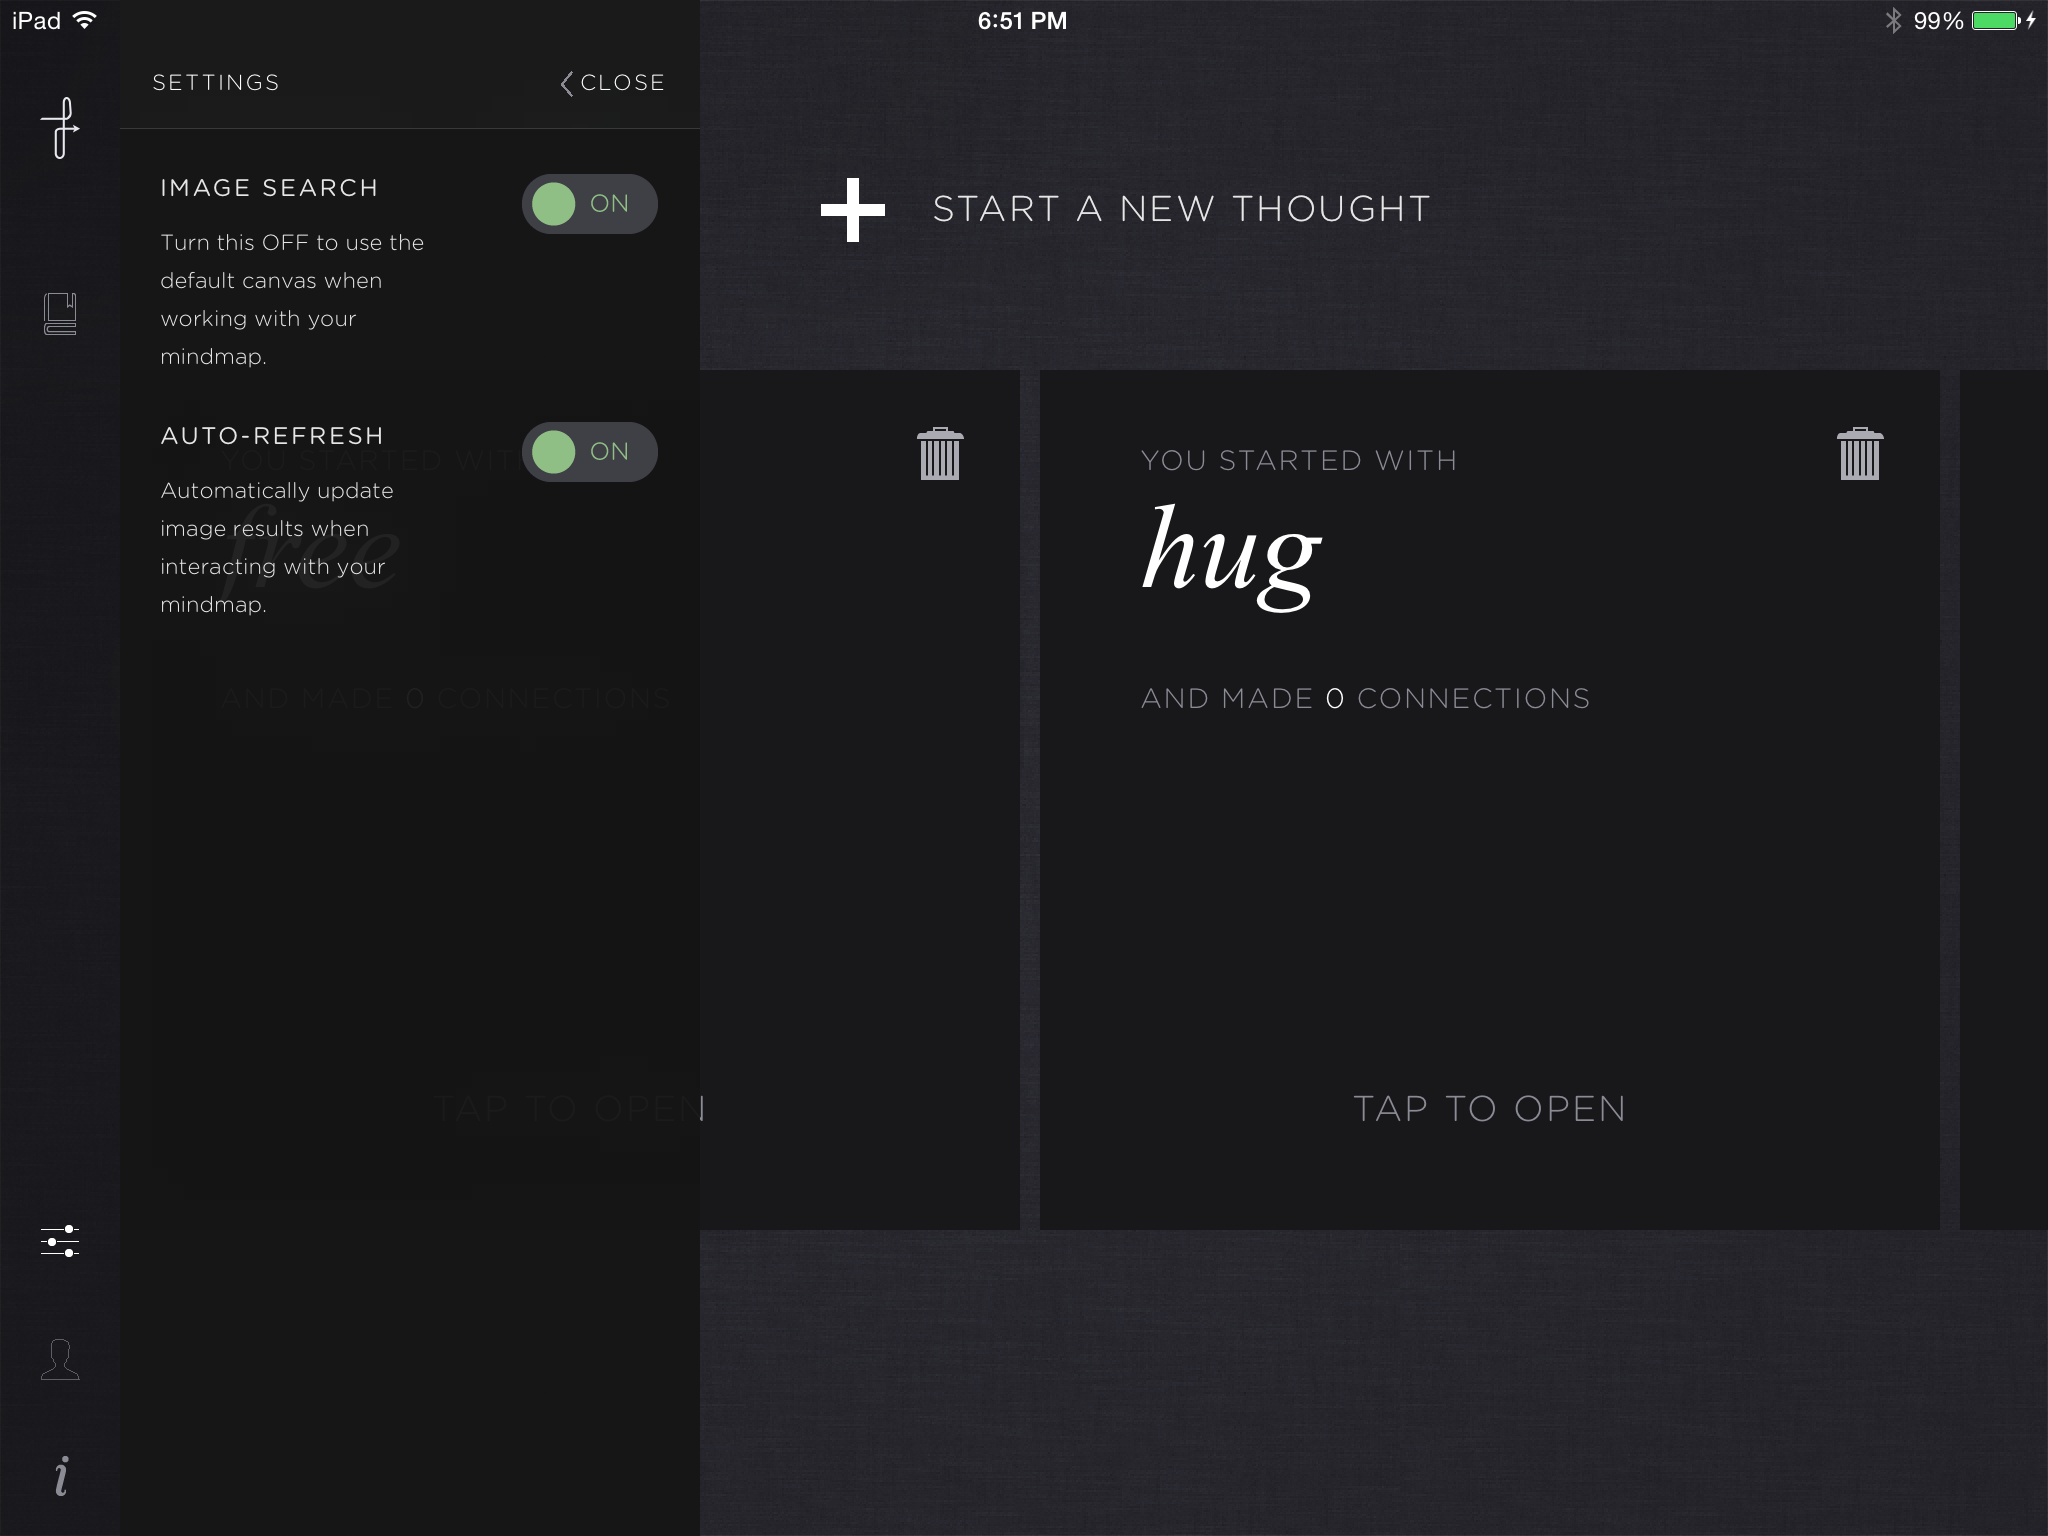 iPad
6:51 PM
99%
SETTINGS
CLOSE
IMAGE SEARCH
ON
Turn this OFF to use the
default canvas when
working with your
mindmap.
AUTO-REFRESH
ON
Automatically update
image results when
interacting with your
mindmap.
YOU STARTED WITH
free
AND MADE 0 CONNECTIONS
TAP TO OPEN
START A NEW THOUGHT
YOU STARTED WITH
hug
AND MADE 0 CONNECTIONS
TAP TO OPEN
i